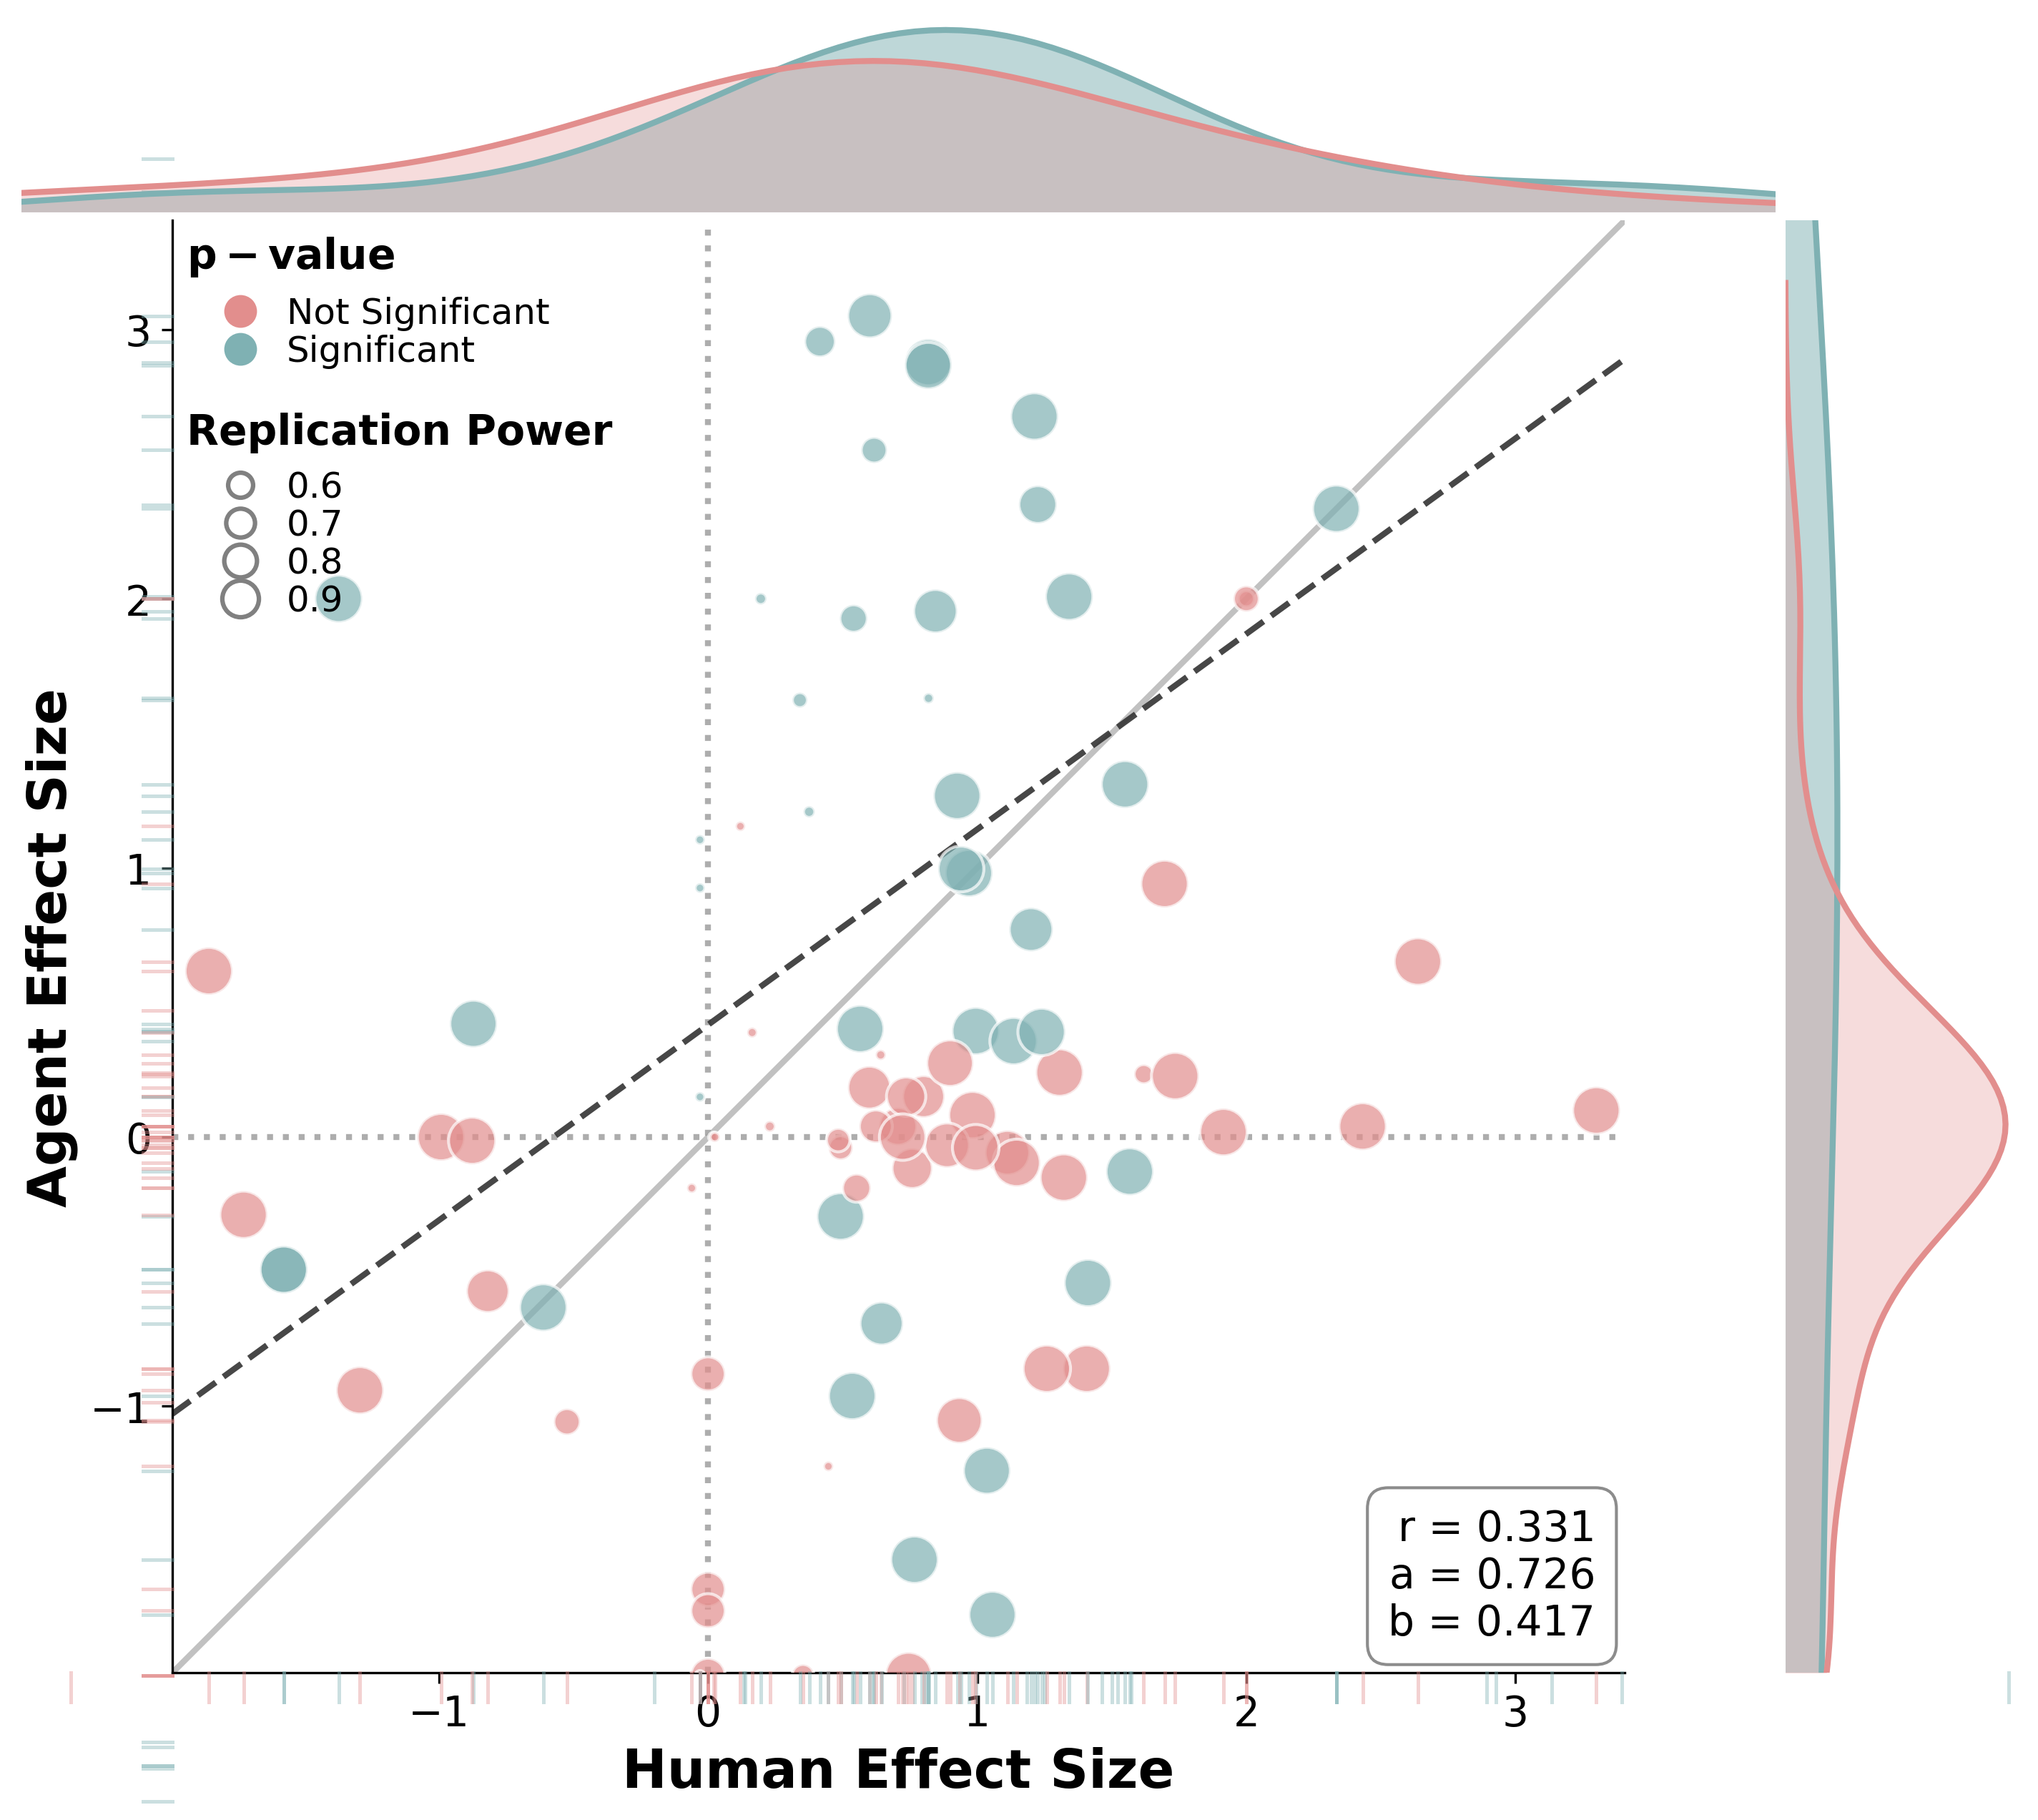 p − value
Not Significant
Significant
Replication Power
0.6
0.7
0.8
0.9
3
2
1
0
−1
Agent Effect Size
r = 0.331
a = 0.726
b = 0.417
−1
0
1
2
3
Human Effect Size